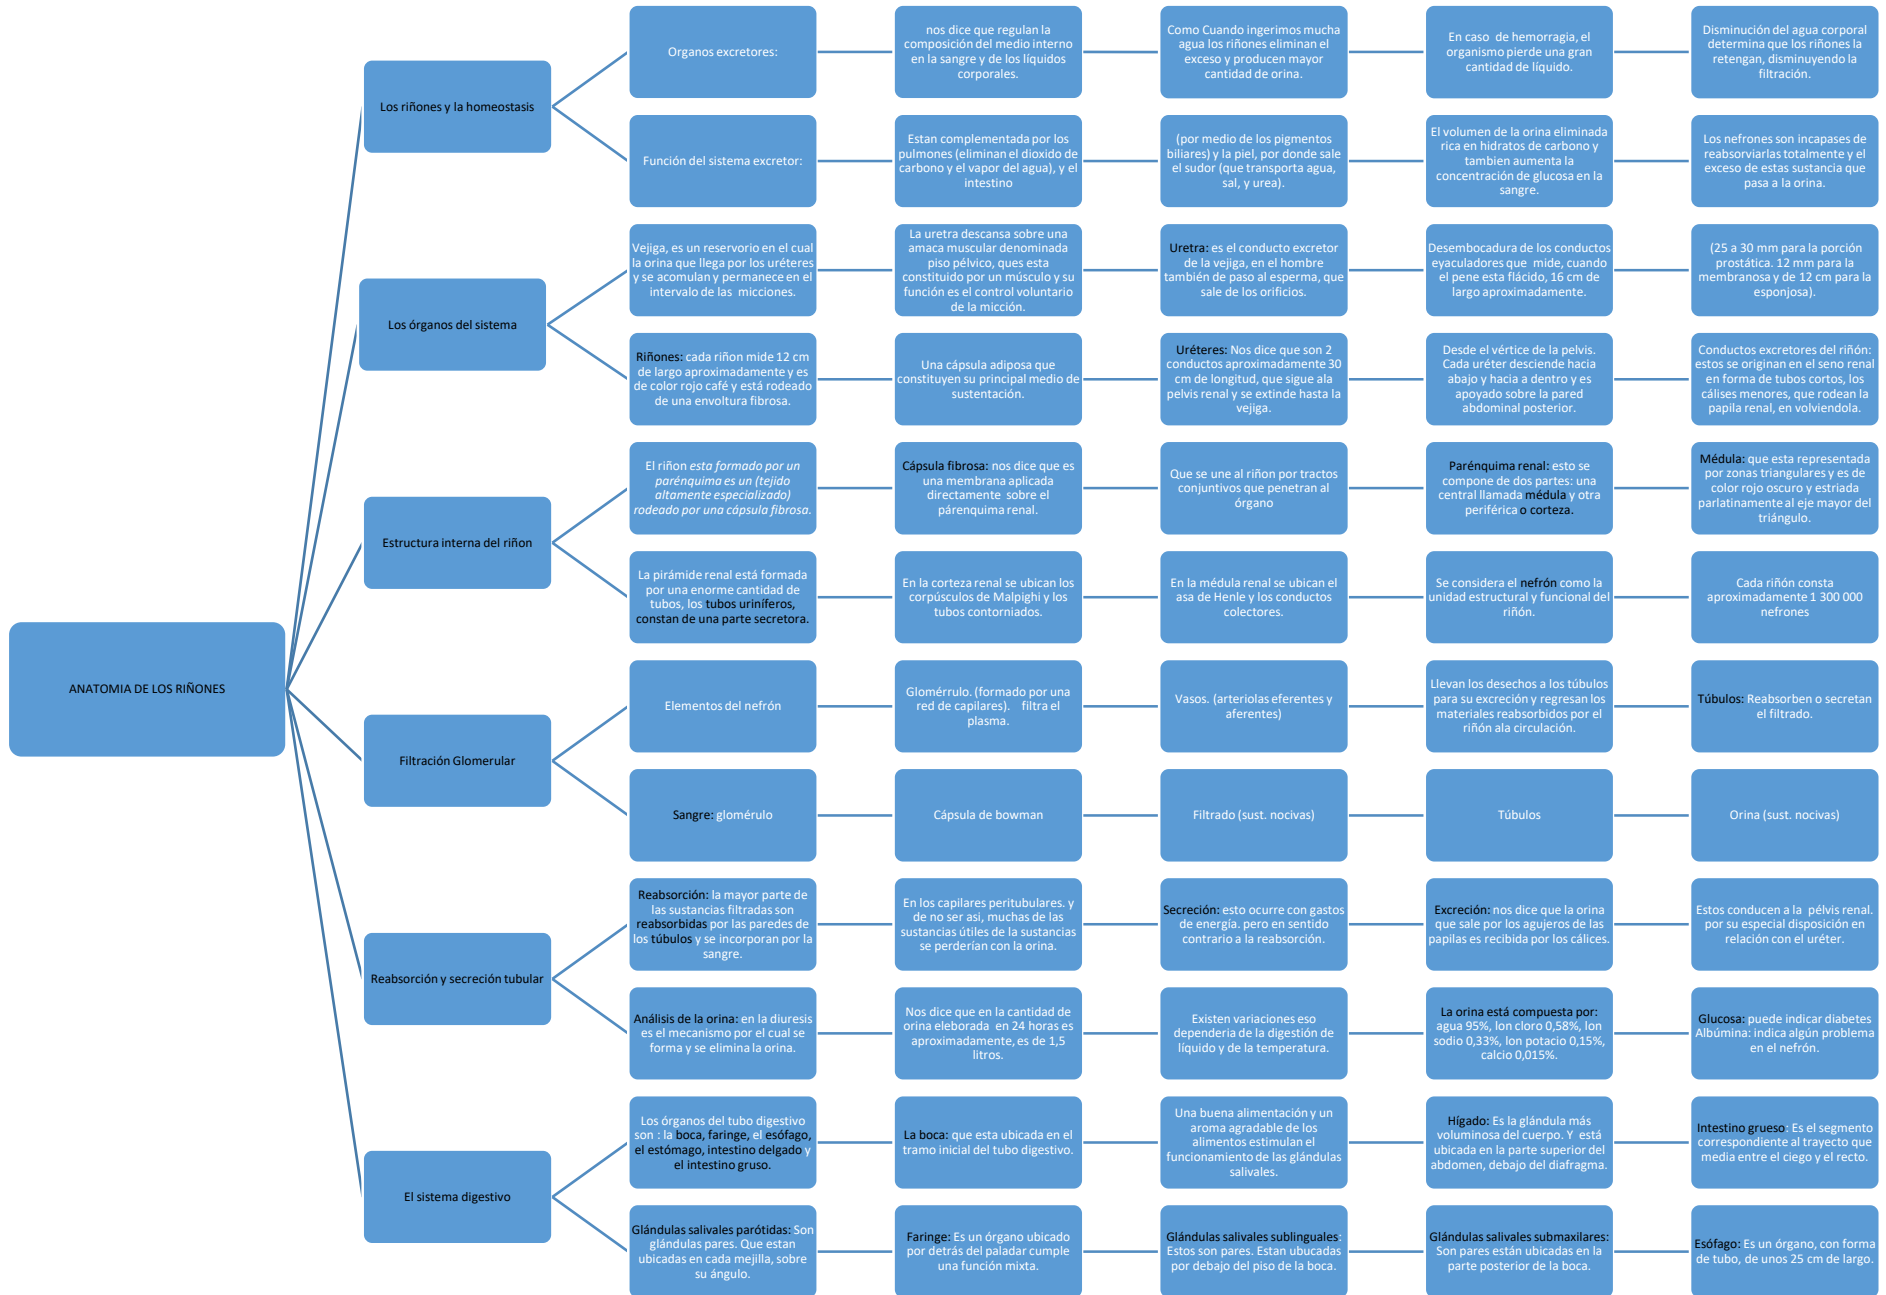 ANATOMIA DE LOS RIÑONES
Los riñones y la homeostasis
Organos excretores:
nos dice que regulan la
composición del medio interno
en la sangre y de los líquidos
corporales.
Como Cuando ingerimos mucha
agua los riñones eliminan el
exceso y producen mayor
cantidad de orina.
En caso de hemorragia, el
organismo pierde una gran
cantidad de líquido.
Disminución del agua corporal
determina que los riñones la
retengan, disminuyendo la
filtración.
Función del sistema excretor:
Estan complementada por los
pulmones (eliminan el dioxido de
carbono y el vapor del agua), y el
intestino
(por medio de los pigmentos
biliares) y la piel, por donde sale
el sudor (que transporta agua,
sal, y urea).
El volumen de la orina eliminada
rica en hidratos de carbono y
tambien aumenta la
concentración de glucosa en la
sangre.
Los nefrones son incapases de
reabsorviarlas totalmente y el
exceso de estas sustancia que
pasa a la orina.
Los órganos del sistema
Vejiga, es un reservorio en el cual
la orina que llega por los uréteres
y se acomulan y permanece en el
intervalo de las micciones.
La uretra descansa sobre una
amaca muscular denominada
piso pélvico, ques esta
constituido por un músculo y su
función es el control voluntario
de la micción.
Uretra: es el conducto excretor
de la vejiga, en el hombre
también de paso al esperma, que
sale de los orificios.
Desembocadura de los conductos
eyaculadores que mide, cuando
el pene esta flácido, 16 cm de
largo aproximadamente.
(25 a 30 mm para la porción
prostática. 12 mm para la
membranosa y de 12 cm para la
esponjosa).
Riñones: cada riñon mide 12 cm
de largo aproximadamente y es
de color rojo café y está rodeado
de una envoltura fibrosa.
Una cápsula adiposa que
constituyen su principal medio de
sustentación.
Uréteres: Nos dice que son 2
conductos aproximadamente 30
cm de longitud, que sigue ala
pelvis renal y se extinde hasta la
vejiga.
Desde el vértice de la pelvis.
Cada uréter desciende hacia
abajo y hacia a dentro y es
apoyado sobre la pared
abdominal posterior.
Conductos excretores del riñón:
estos se originan en el seno renal
en forma de tubos cortos, los
cálises menores, que rodean la
papila renal, en volviendola.
Estructura interna del riñon
El riñon esta formado por un
parénquima es un (tejido
altamente especializado)
rodeado por una cápsula fibrosa.
Cápsula fibrosa: nos dice que es
una membrana aplicada
directamente sobre el
párenquima renal.
Que se une al riñon por tractos
conjuntivos que penetran al
órgano
Parénquima renal: esto se
compone de dos partes: una
central llamada médula y otra
periférica o corteza.
Médula: que esta representada
por zonas triangulares y es de
color rojo oscuro y estriada
parlatinamente al eje mayor del
triángulo.
La pirámide renal está formada
por una enorme cantidad de
tubos, los tubos uriníferos,
constan de una parte secretora.
En la corteza renal se ubican los
corpúsculos de Malpighi y los
tubos contorniados.
En la médula renal se ubican el
asa de Henle y los conductos
colectores.
Se considera el nefrón como la
unidad estructural y funcional del
riñón.
Cada riñón consta
aproximadamente 1 300 000
nefrones
Filtración Glomerular
Elementos del nefrón
Glomérrulo. (formado por una
red de capilares). filtra el
plasma.
Vasos. (arteriolas eferentes y
aferentes)
Llevan los desechos a los túbulos
para su excreción y regresan los
materiales reabsorbidos por el
riñón ala circulación.
Túbulos: Reabsorben o secretan
el filtrado.
Sangre: glomérulo
Cápsula de bowman
Filtrado (sust. nocivas)
Túbulos
Orina (sust. nocivas)
Reabsorción y secreción tubular
Reabsorción: la mayor parte de
las sustancias filtradas son
reabsorbidas por las paredes de
los túbulos y se incorporan por la
sangre.
En los capilares peritubulares. y
de no ser asi, muchas de las
sustancias útiles de la sustancias
se perderían con la orina.
Secreción: esto ocurre con gastos
de energía. pero en sentido
contrario a la reabsorción.
Excreción: nos dice que la orina
que sale por los agujeros de las
papilas es recibida por los cálices.
Estos conducen a la pélvis renal.
por su especial disposición en
relación con el uréter.
Análisis de la orina: en la diuresis
es el mecanismo por el cual se
forma y se elimina la orina.
Nos dice que en la cantidad de
orina eleborada en 24 horas es
aproximadamente, es de 1,5
litros.
Existen variaciones eso
dependeria de la digestión de
líquido y de la temperatura.
La orina está compuesta por:
agua 95%, Ion cloro 0,58%, Ion
sodio 0,33%, Ion potacio 0,15%,
calcio 0,015%.
Glucosa: puede indicar diabetes
Albúmina: indica algún problema
en el nefrón.
El sistema digestivo
Los órganos del tubo digestivo
son : la boca, faringe, el esófago,
el estómago, intestino delgado y
el intestino gruso.
La boca: que esta ubicada en el
tramo inicial del tubo digestivo.
Una buena alimentación y un
aroma agradable de los
alimentos estimulan el
funcionamiento de las glándulas
salivales.
Hígado: Es la glándula más
voluminosa del cuerpo. Y está
ubicada en la parte superior del
abdomen, debajo del diafragma.
Intestino grueso: Es el segmento
correspondiente al trayecto que
media entre el ciego y el recto.
Glándulas salivales parótidas: Son
glándulas pares. Que estan
ubicadas en cada mejilla, sobre
su ángulo.
Faringe: Es un órgano ubicado
por detrás del paladar cumple
una función mixta.
Glándulas salivales sublinguales:
Estos son pares. Estan ubucadas
por debajo del piso de la boca.
Glándulas salivales submaxilares:
Son pares están ubicadas en la
parte posterior de la boca.
Esófago: Es un órgano, con forma
de tubo, de unos 25 cm de largo.